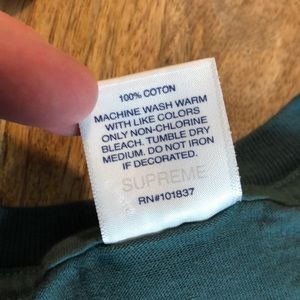 100% COTON
MACHINE WASH WARM
WITH LIKE COLORS
ONLY NON-CHLORINE
BLEACH. TUMBLE DRY
MEDIUM. DO NOT IRON
IF DECORATED.
SUPREME
RN#101837